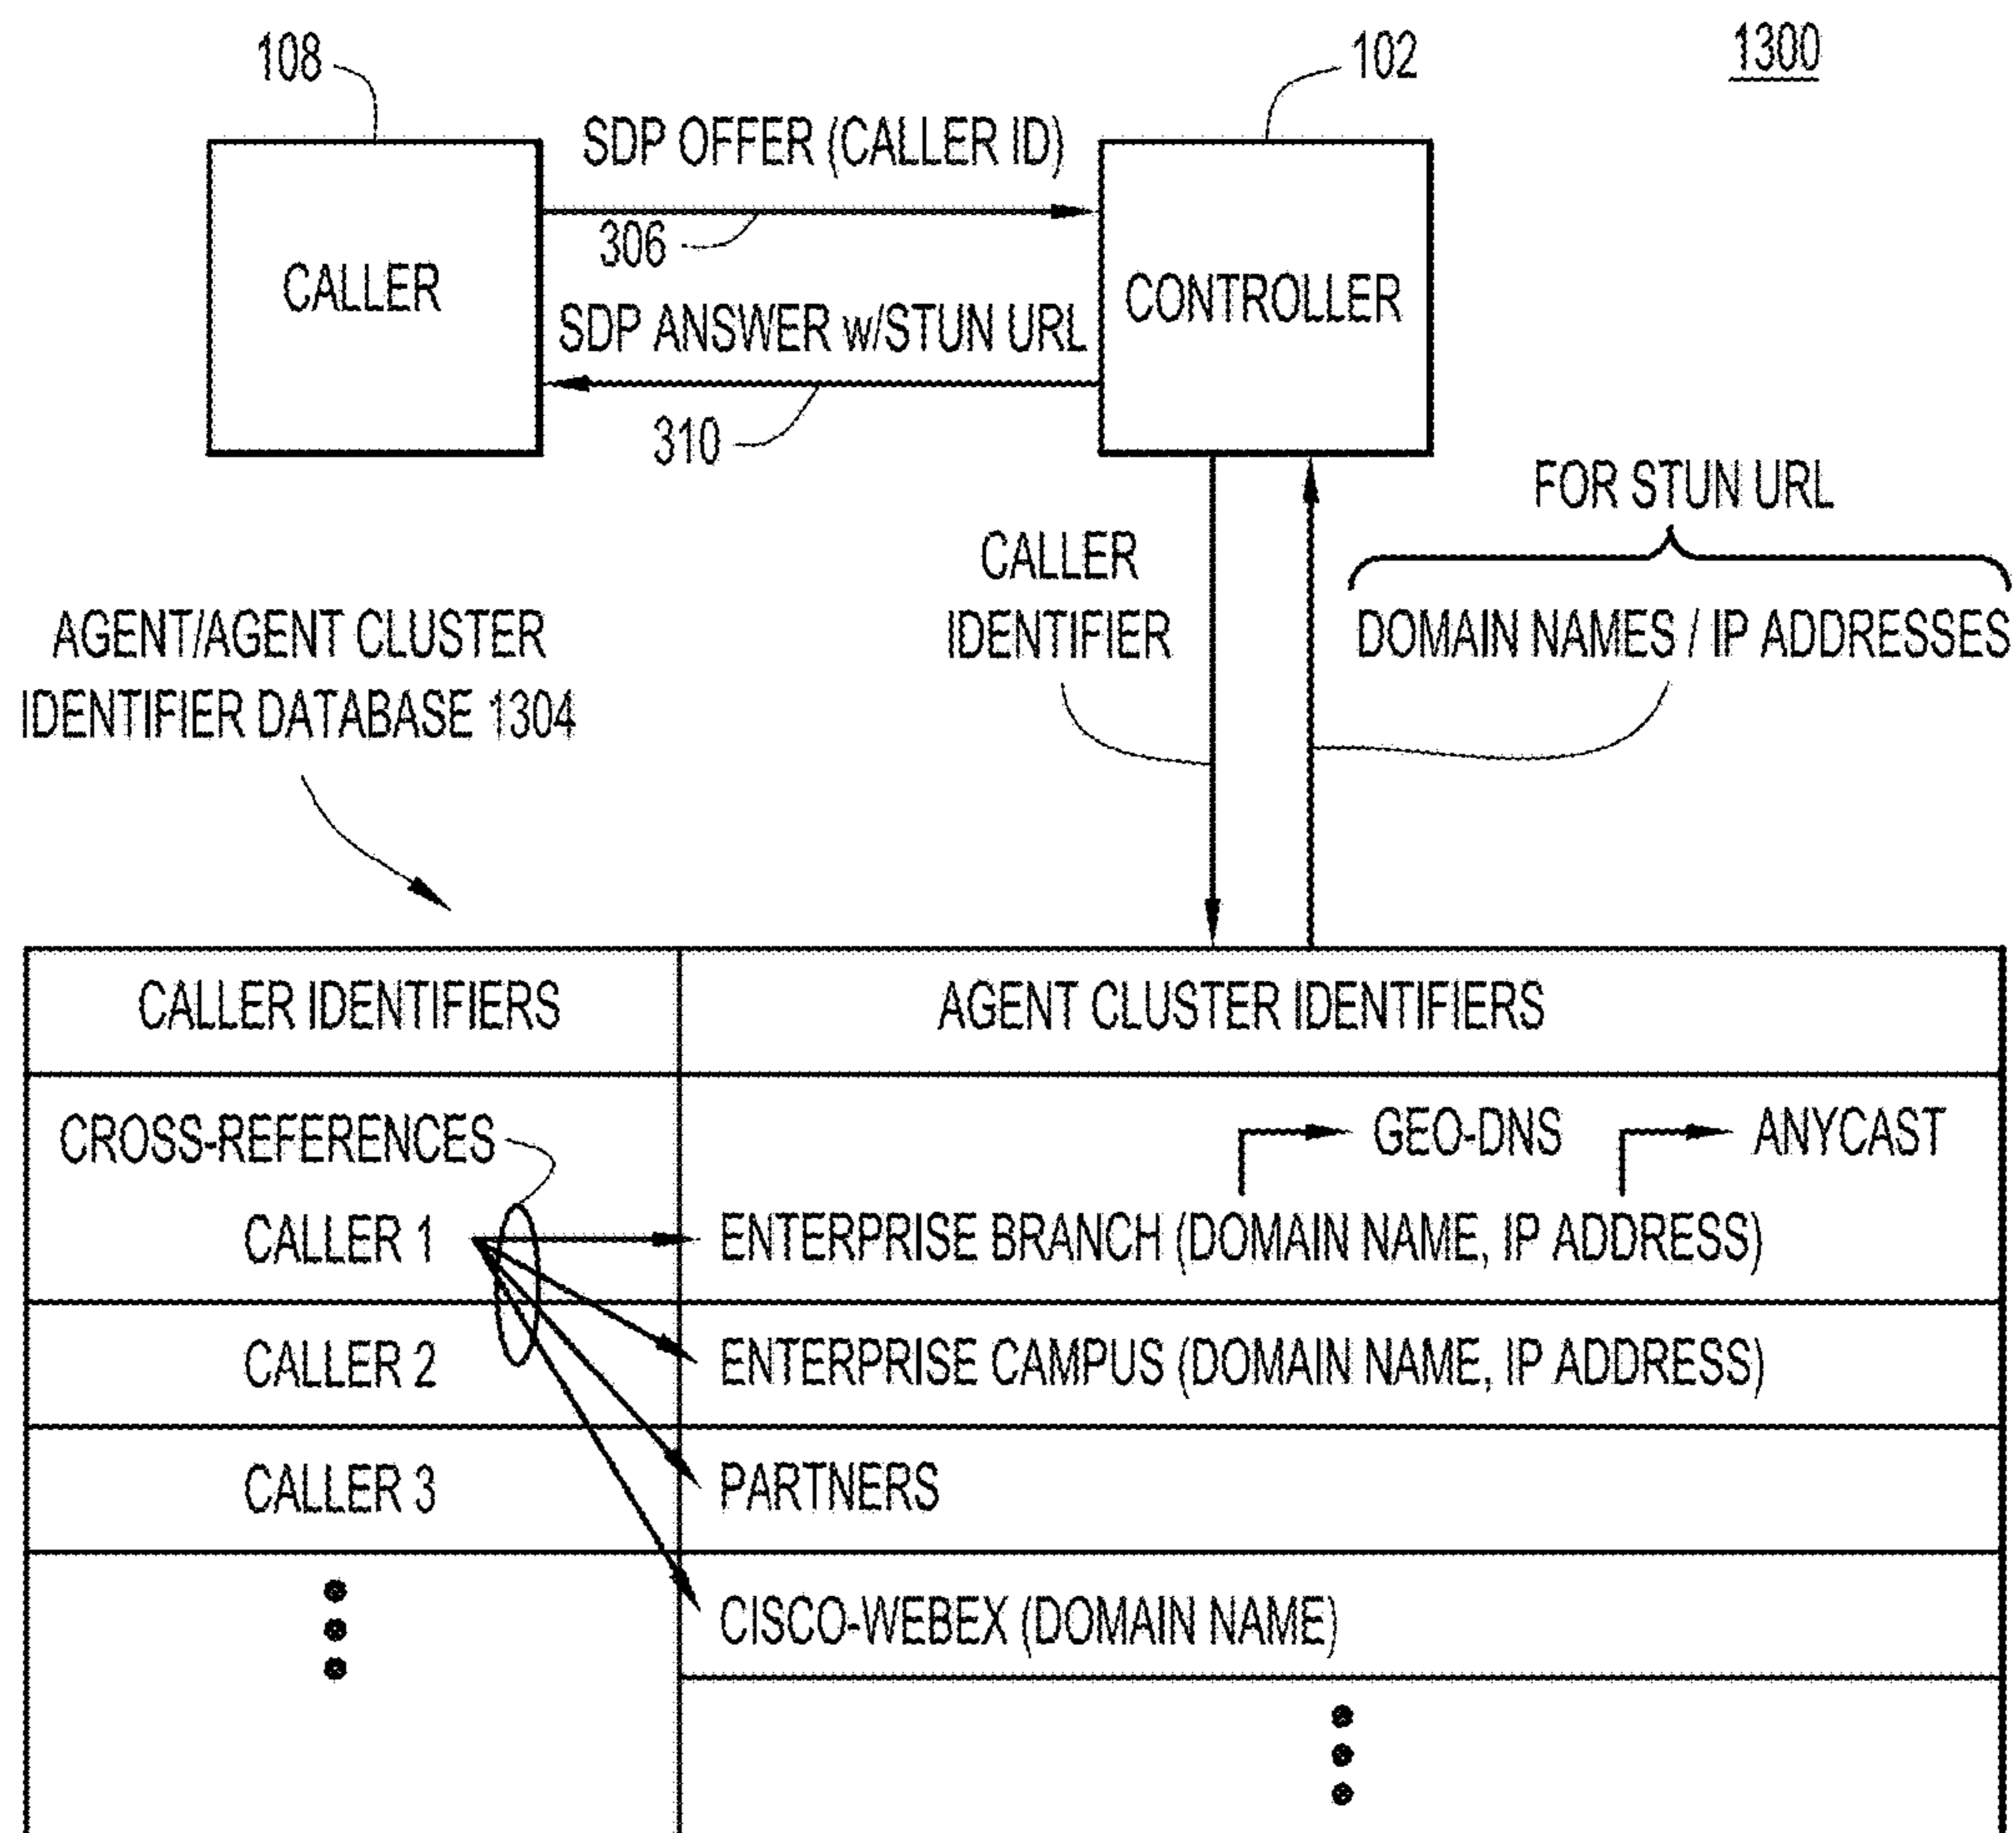 108
102
1300
SDP OFFER (CALLER ID)
306
CALLER
CONTROLLER
SDP ANSWER w/STUN URL
310
FOR STUN URL
CALLER
IDENTIFIER
DOMAIN NAMES / IP ADDRESSES
AGENT/AGENT CLUSTER
IDENTIFIER DATABASE 1304
CALLER IDENTIFIERS
AGENT CLUSTER IDENTIFIERS
CROSS-REFERENCES
GEO-DNS
ANYCAST
CALLER 1
ENTERPRISE BRANCH (DOMAIN NAME, IP ADDRESS)
CALLER 2
ENTERPRISE CAMPUS (DOMAIN NAME, IP ADDRESS)
CALLER 3
PARTNERS
CISCO-WEBEX (DOMAIN NAME)